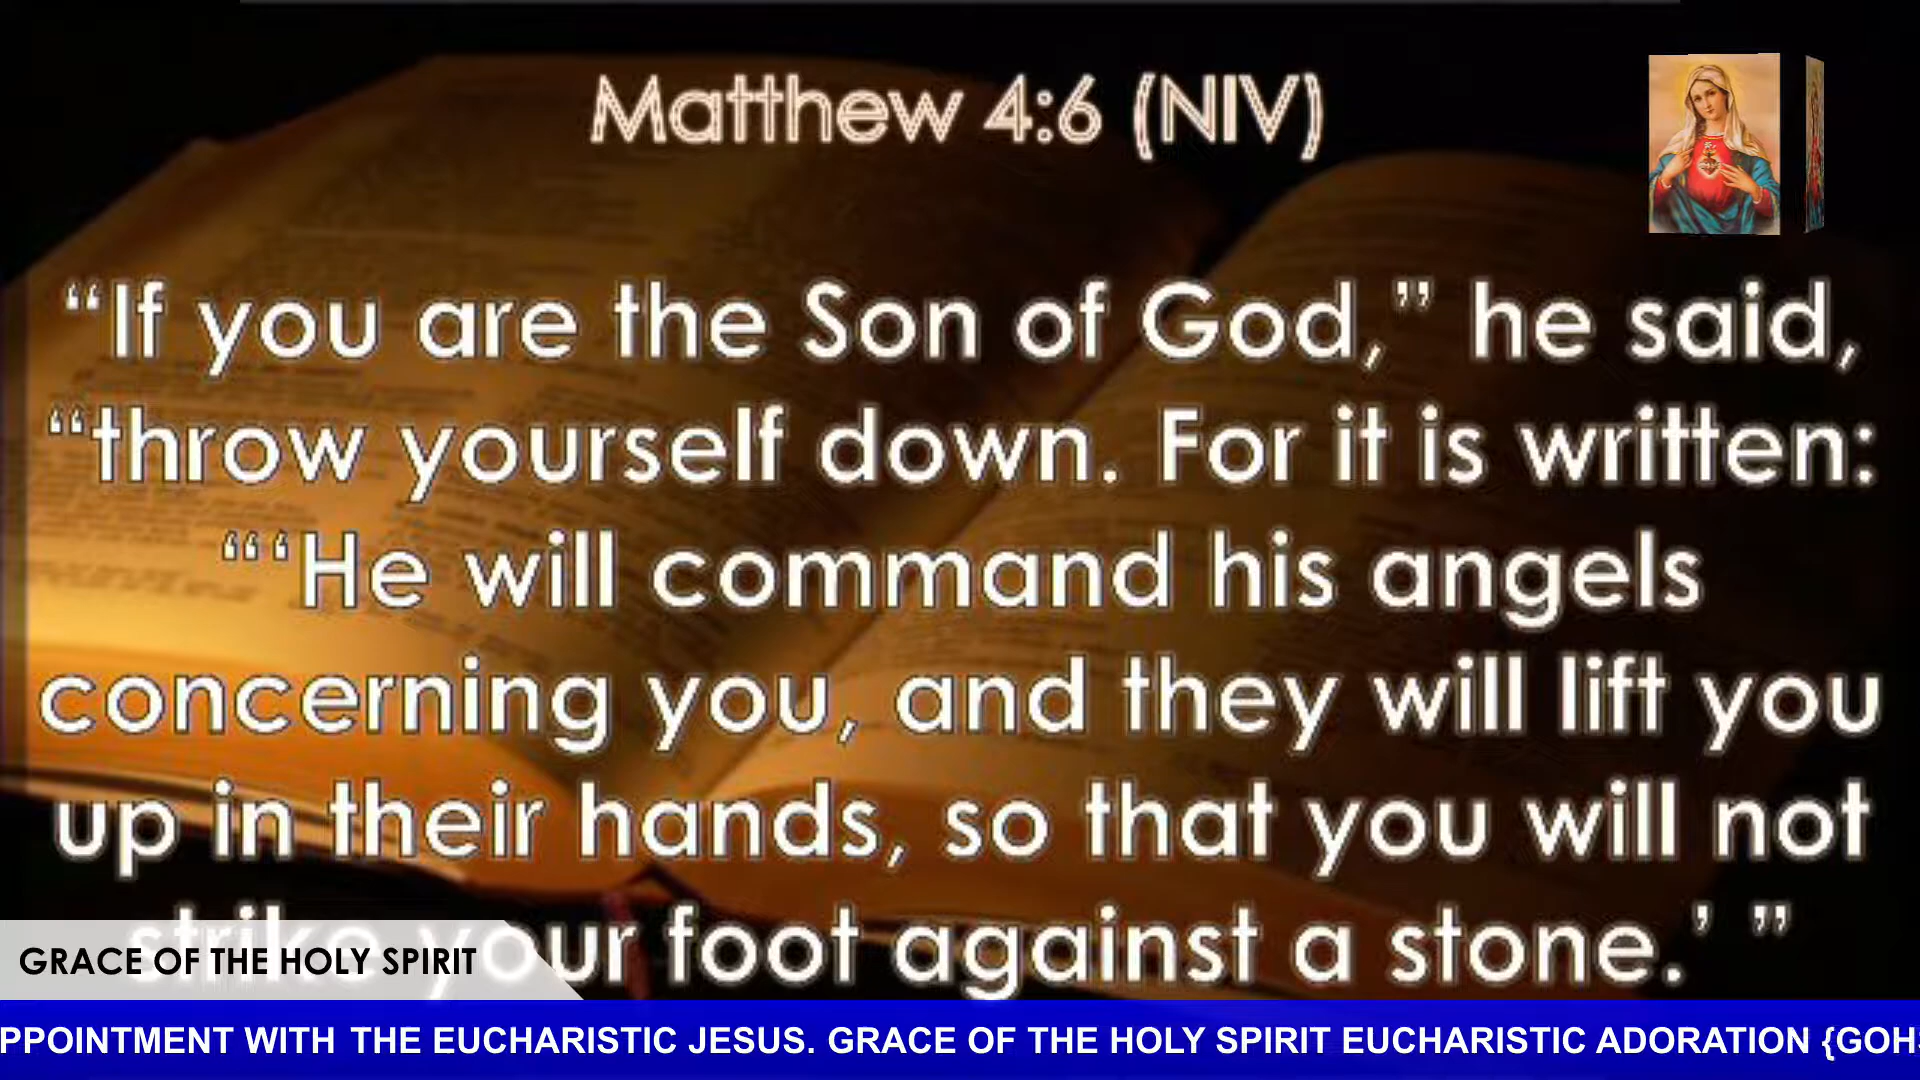 Matthew 4:6 (NIV)
“If you are the Son of God,” he said,
“throw yourself down. For it is written:
“‘He will command his angels
concerning you, and they will lift you
up in their hands, so that you will not
strike your foot against a stone.’ ”
GRACE OF THE HOLY SPIRIT
PPOINTMENT WITH THE EUCHARISTIC JESUS. GRACE OF THE HOLY SPIRIT EUCHARISTIC ADORATION {GOH